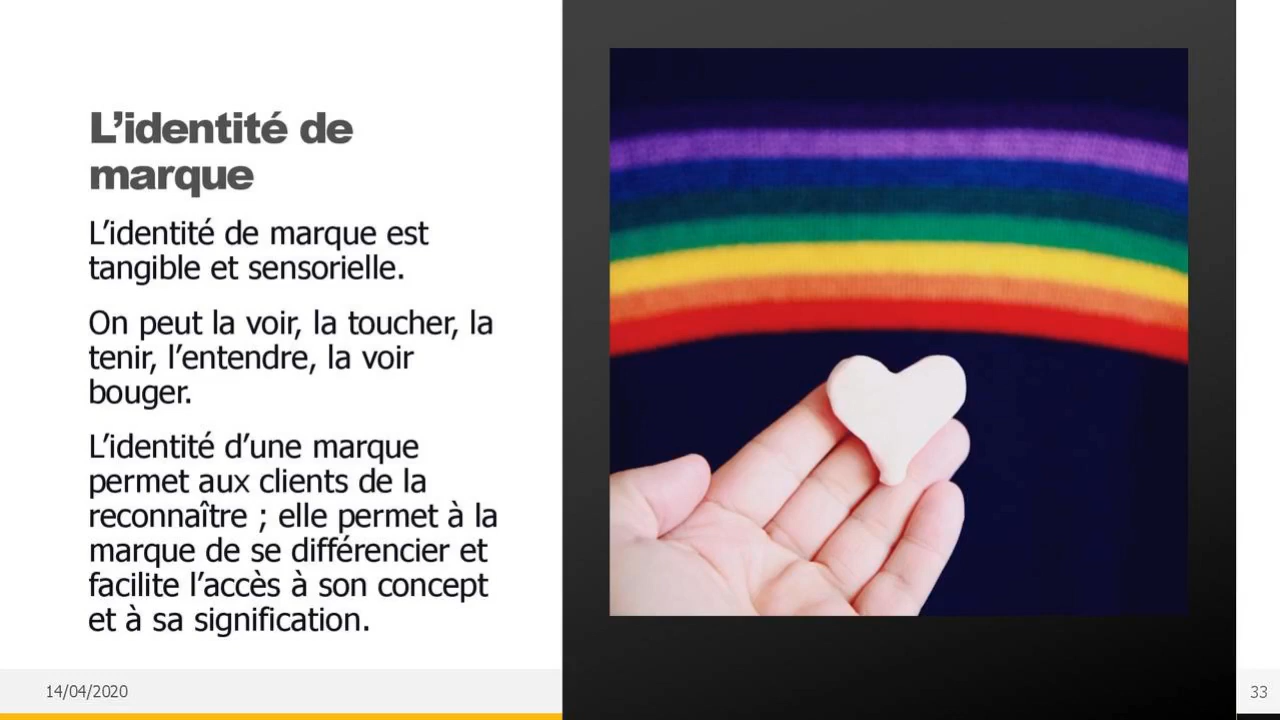 L’identité de
marque
L’identité de marque est
tangible et sensorielle.
On peut la voir, la toucher, la
tenir, l’entendre, la voir
bouger.
L’identité d’une marque
permet aux clients de la
reconnaître ; elle permet à la
marque de se différencier et
facilite l’accès à son concept
et à sa signification.
14/04/2020
33